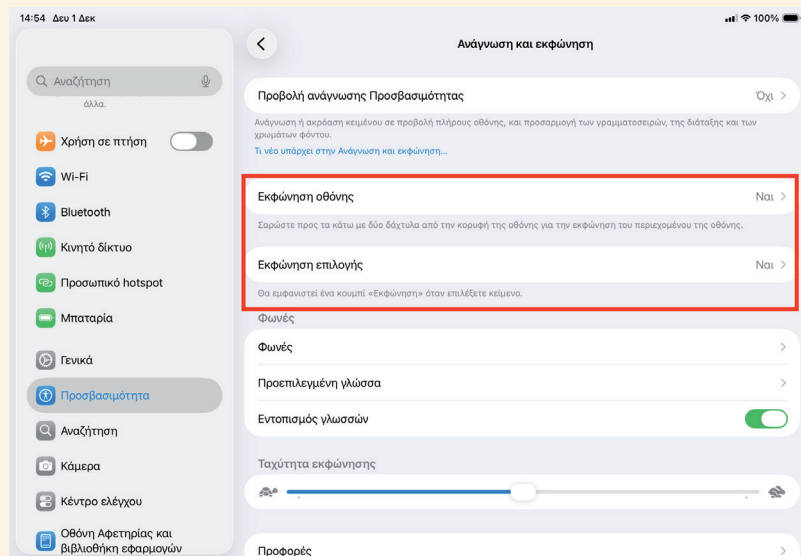 14:54 Δευ 1 Δεκ
100%
Αναζήτηση
άλλα.
Χρήση σε πτήση
Wi-Fi
Bluetooth
Κινητό δίκτυο
Προσωπικό hotspot
Μπαταρία
Γενικά
Προσβασιμότητα
Αναζήτηση
Κάμερα
Κέντρο ελέγχου
Οθόνη Αφετηρίας και
βιβλιοθήκη εφαρμογών
Ανάγνωση και εκφώνηση
Προβολή ανάγνωσης Προσβασιμότητας Όχι
Ανάγνωση ή ακρόαση κειμένου σε προβολή πλήρους οθόνης, και προσαρμογή των γραμματοσειρών, της διάταξης και των
χρωμάτων φόντου.
Τι νέο υπάρχει στην Ανάγνωση και εκφώνηση...
Εκφώνηση οθόνης Ναι
Σαρώστε προς τα κάτω με δύο δάχτυλα από την κορυφή της οθόνης για την εκφώνηση του περιεχομένου της οθόνης.
Εκφώνηση επιλογής Ναι
Θα εμφανιστεί ένα κουμπί «Εκφώνηση» όταν επιλέξετε κείμενο.
Φωνές
Φωνές
Προεπιλεγμένη γλώσσα
Εντοπισμός γλωσσών
Ταχύτητα εκφώνησης
Προφορές